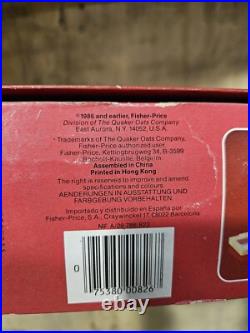 ©1986 and earlier, Fisher-Price
Division of The Quaker Oats Company
East Aurora, N.Y. 14052, U.S.A.
Trademarks of The Quaker Oats Company,
Fisher-Price authorized user.
Fisher-Price, Kettingbrugweg 34, B-3599
Belgium.
Assembled in China
Printed in Hong Kong
The right is reserved to improve and amend
specifications and colours.
AENDERUNGEN IN AUSSTATTUNG UND
FARBGEBUNG VORBEHALTEN.
Importado y distribuido en España por
Fisher-Price, S.A., Craywinckel 17 08022 Barcelona.
0
75380 00826